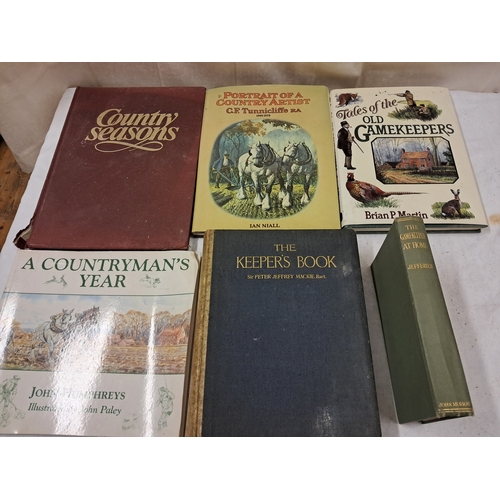 Country
seasons
PORTRAIT OF A
COUNTRY ARTIST
C.F. Tunnicliffe RA
IAN NIALL
Tales of the
OLD
GAMEKEEPERS
Brian P. Martin
A COUNTRYMAN'S
YEAR
JOHN HUMPHREYS
Illustrated by John Paley
THE
KEEPER'S BOOK
Sir PETER JEFFREY MACKIE, Bart.
THE
GAMEKEEPER
AT HOME
JEFFERIES